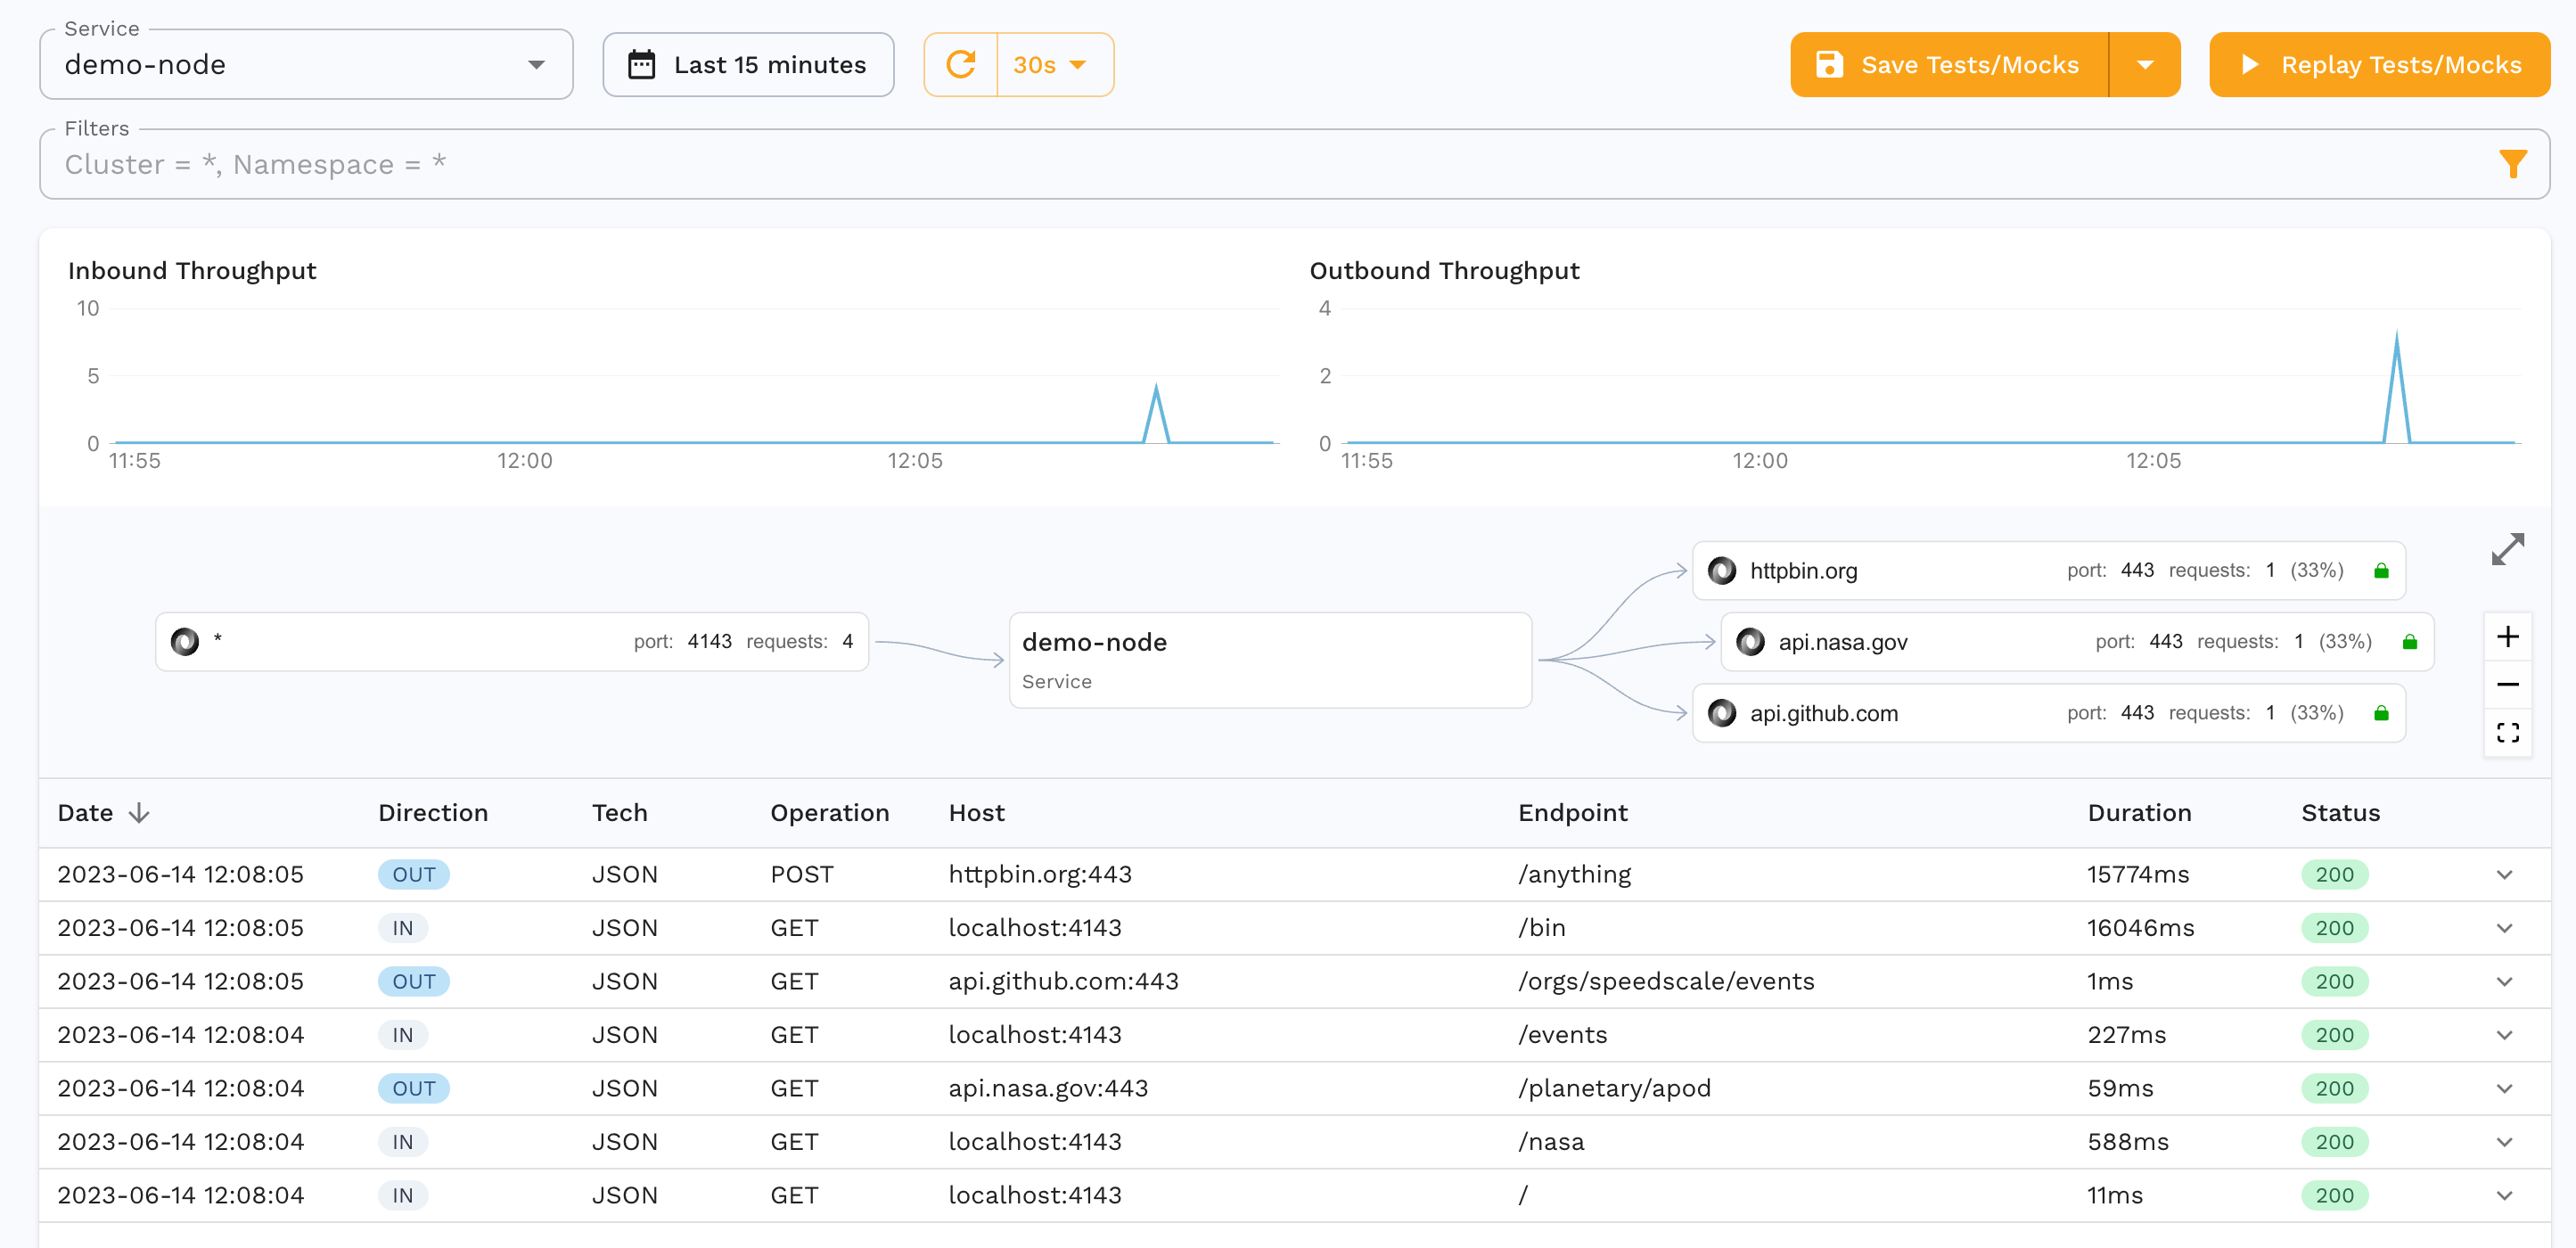 Service
demo-node
Last 15 minutes
30s
Save Tests/Mocks
Replay Tests/Mocks
Filters
Cluster = *, Namespace = *
Inbound Throughput
10
5
0
11:55 12:00 12:05
Outbound Throughput
4
2
0
11:55 12:00 12:05
* port: 4143 requests: 4
demo-node
Service
httpbin.org port: 443 requests: 1 (33%)
api.nasa.gov port: 443 requests: 1 (33%)
api.github.com port: 443 requests: 1 (33%)
Date Direction Tech Operation Host Endpoint Duration Status
2023-06-14 12:08:05 OUT JSON POST httpbin.org:443 /anything 15774ms 200
2023-06-14 12:08:05 IN JSON GET localhost:4143 /bin 16046ms 200
2023-06-14 12:08:05 OUT JSON GET api.github.com:443 /orgs/speedscale/events 1ms 200
2023-06-14 12:08:04 IN JSON GET localhost:4143 /events 227ms 200
2023-06-14 12:08:04 OUT JSON GET api.nasa.gov:443 /planetary/apod 59ms 200
2023-06-14 12:08:04 IN JSON GET localhost:4143 /nasa 588ms 200
2023-06-14 12:08:04 IN JSON GET localhost:4143 / 11ms 200